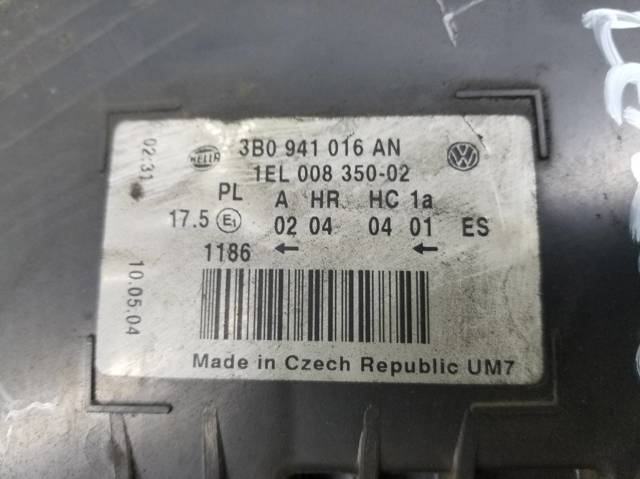 HELLA 3B0 941 016 AN VW
1EL 008 350-02
PL A HR HC 1a
17.5 E1 02 04 04 01 ES
1186 ← ←
Made in Czech Republic UM7
02:31
10.05.04